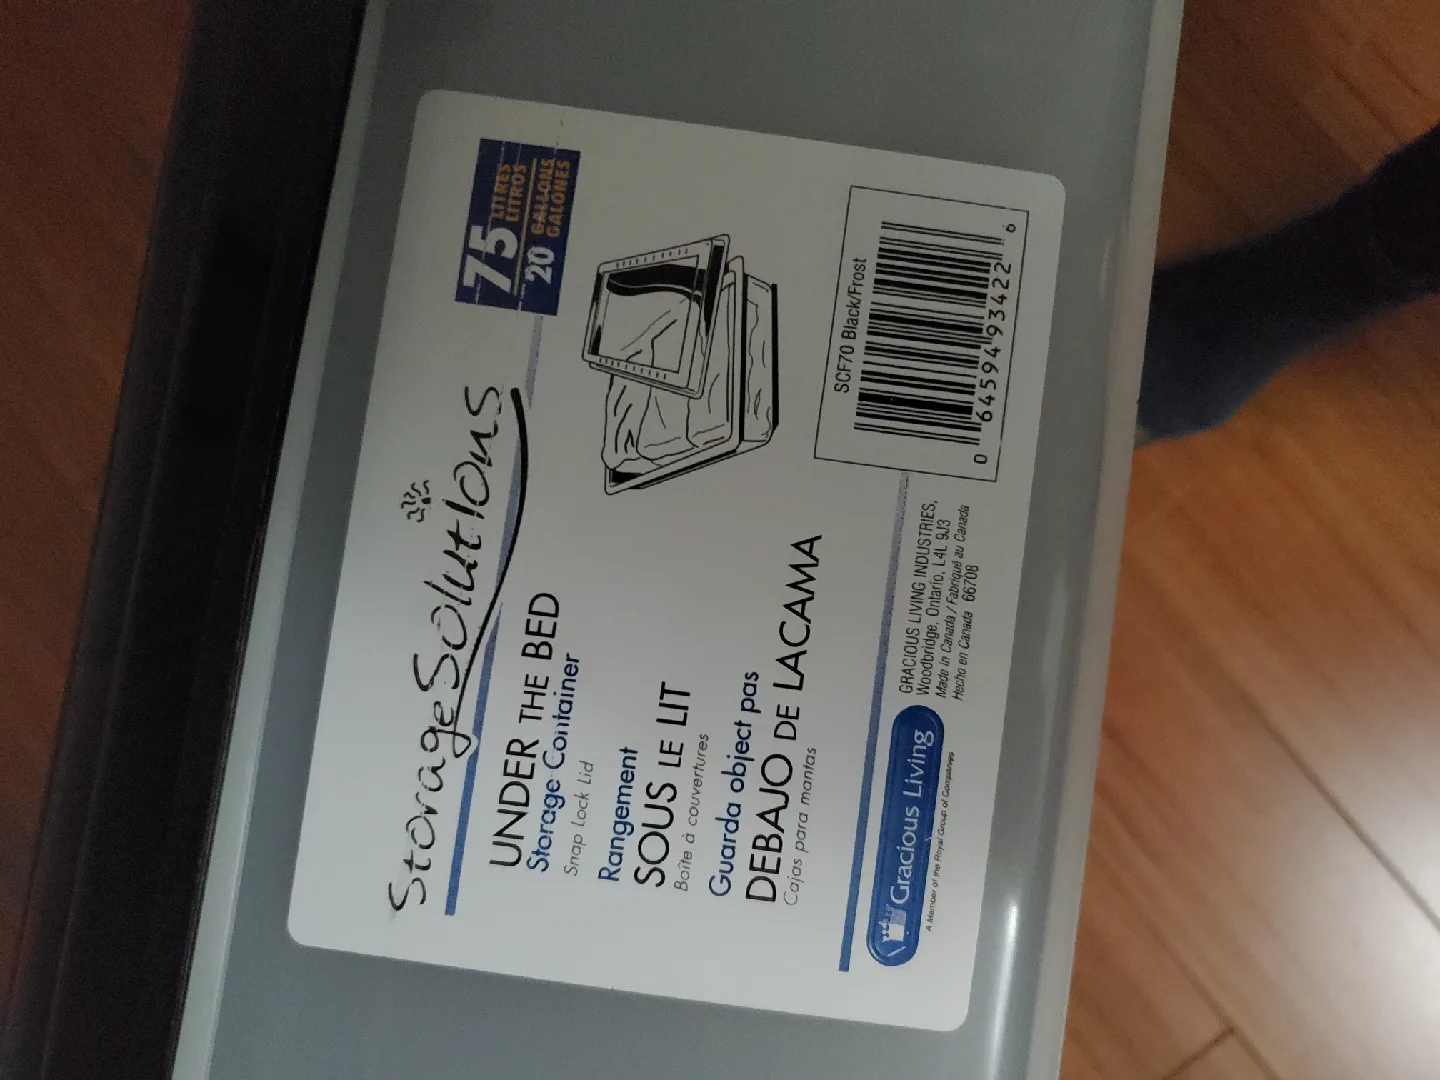 StorageSolutions
75 LITRES
LITROS
20 GALLONS
GALONES
UNDER THE BED
Storage Container
Snap Lock Lid
Rangement
SOUS LE LIT
Boîte à couvertures
Guarda object pas
DEBAJO DE LACAMA
Cajas para mantas
SCF70 Black/Frost
0 64594 93422 6
Gracious Living
A Member of the Royal Group of Companies
GRACIOUS LIVING INDUSTRIES,
Woodbridge, Ontario, L4L 9J3
Made in Canada / Fabriqué au Canada
Hecho en Canada 66708